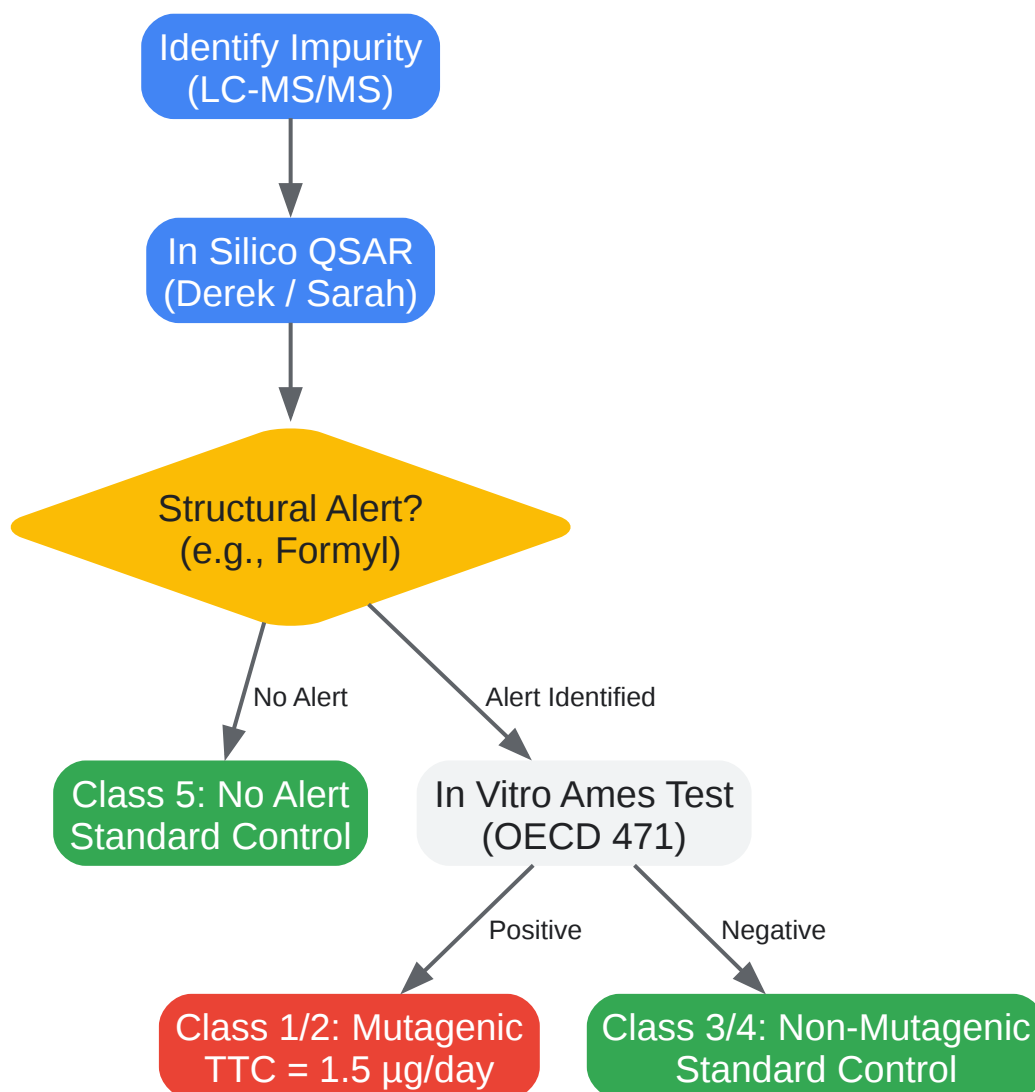 Identify Impurity
(LC-MS/MS)
In Silico QSAR
(Derek / Sarah)
Structural Alert?
(e.g., Formyl)
No Alert
Alert Identified
Class 5: No Alert
Standard Control
In Vitro Ames Test
(OECD 471)
Positive
Negative
Class 1/2: Mutagenic
TTC = 1.5 µg/day
Class 3/4: Non-Mutagenic
Standard Control